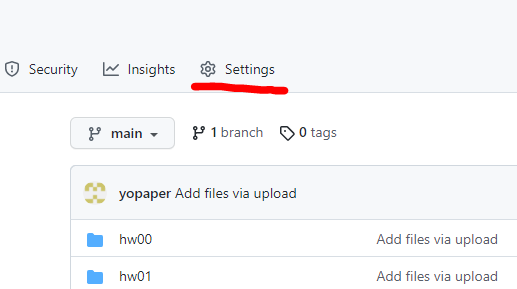 Security Insights Settings
main 1 branch 0 tags
yopaper Add files via upload
hw00 Add files via upload
hw01 Add files via upload